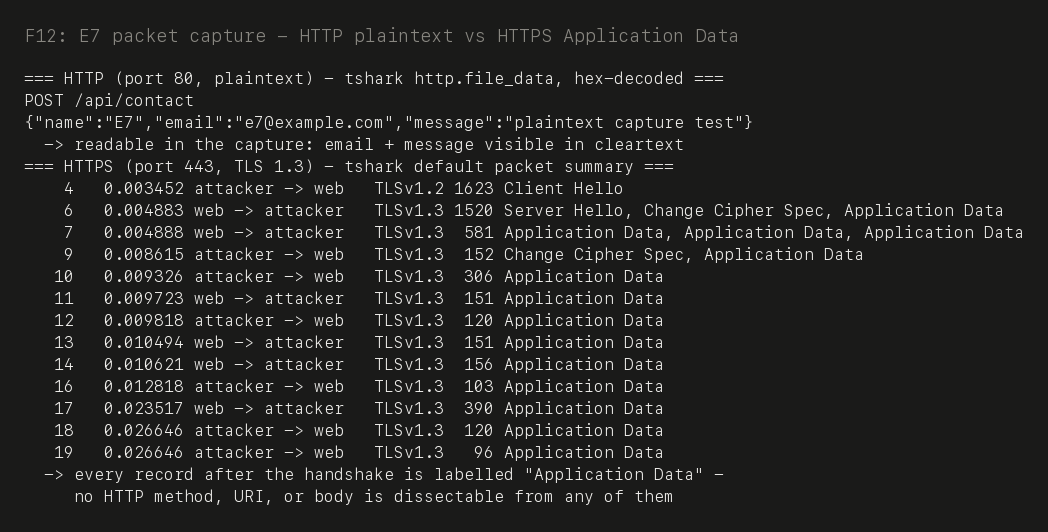 F12: E7 packet capture – HTTP plaintext vs HTTPS Application Data
=== HTTP (port 80, plaintext) – tshark http.file_data, hex-decoded ===
POST /api/contact
{"name":"E7","email":"e7@example.com","message":"plaintext capture test"}
  –> readable in the capture: email + message visible in cleartext
=== HTTPS (port 443, TLS 1.3) – tshark default packet summary ===
    4   0.003452 attacker –> web   TLSv1.2 1623 Client Hello
    6   0.004883 web –> attacker   TLSv1.3 1520 Server Hello, Change Cipher Spec, Application Data
    7   0.004888 web –> attacker   TLSv1.3  581 Application Data, Application Data, Application Data
    9   0.008615 attacker –> web   TLSv1.3  152 Change Cipher Spec, Application Data
   10   0.009326 attacker –> web   TLSv1.3  306 Application Data
   11   0.009723 web –> attacker   TLSv1.3  151 Application Data
   12   0.009818 attacker –> web   TLSv1.3  120 Application Data
   13   0.010494 web –> attacker   TLSv1.3  151 Application Data
   14   0.010621 attacker –> web   TLSv1.3  156 Application Data
   16   0.012818 attacker –> web   TLSv1.3  103 Application Data
   17   0.023517 web –> attacker   TLSv1.3  390 Application Data
   18   0.026646 attacker –> web   TLSv1.3  120 Application Data
   19   0.026646 attacker –> web   TLSv1.3   96 Application Data
  –> every record after the handshake is labelled "Application Data" –
     no HTTP method, URI, or body is dissectable from any of them